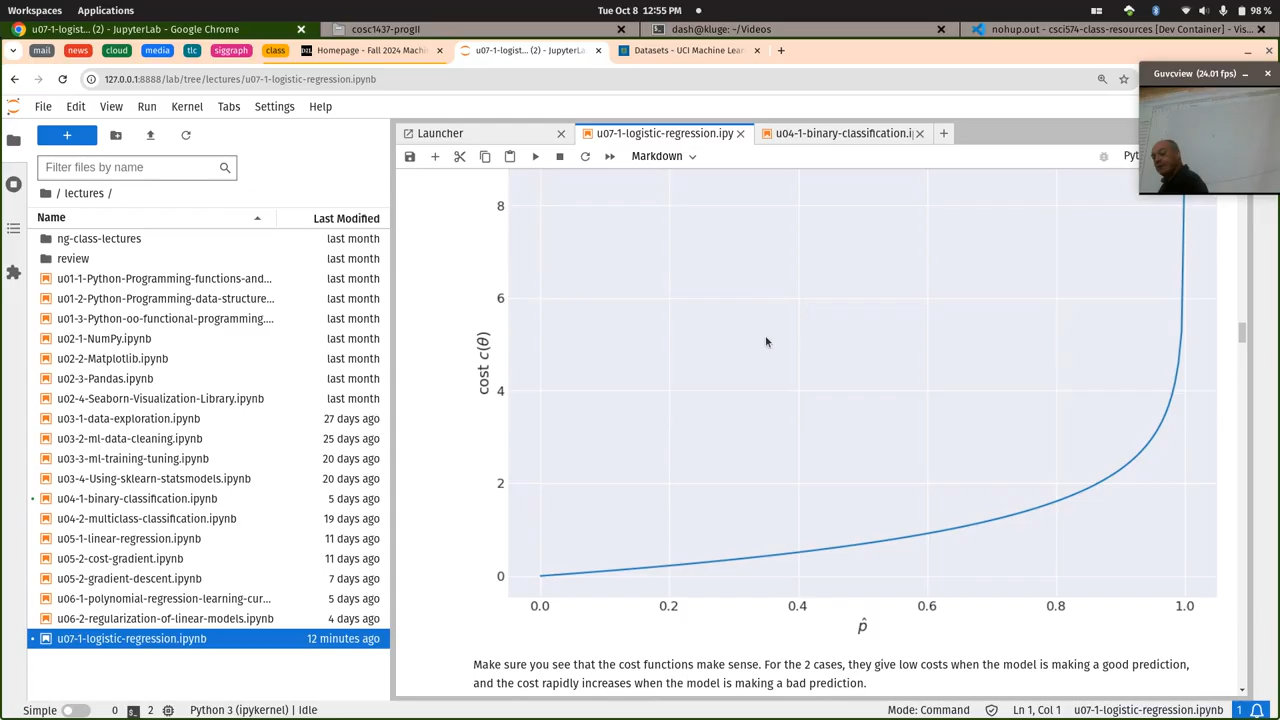 Workspaces Applications Tue Oct 8 12:55 PM 98 %
u07-1-logist... (2) - JupyterLab - Google Chrome cosc1437-progII dash@kluge: ~/Videos nohup.out - csci574-class-resources [Dev Container] - Vis...
mail news cloud media tlc siggraph class Homepage - Fall 2024 Machi u07-1-logist... (2) - JupyterLa Datasets - UCI Machine Lear
127.0.0.1:8888/lab/tree/lectures/u07-1-logistic-regression.ipynb
Guvcview (24.01 fps)
File Edit View Run Kernel Tabs Settings Help
Launcher u07-1-logistic-regression.ipy u04-1-binary-classification.i
Markdown
Filter files by name
/ lectures /
Name Last Modified
ng-class-lectures last month
review last month
u01-1-Python-Programming-functions-and... last month
u01-2-Python-Programming-data-structure... last month
u01-3-Python-oo-functional-programming.... last month
u02-1-NumPy.ipynb last month
u02-2-Matplotlib.ipynb last month
u02-3-Pandas.ipynb last month
u02-4-Seaborn-Visualization-Library.ipynb last month
u03-1-data-exploration.ipynb 27 days ago
u03-2-ml-data-cleaning.ipynb 25 days ago
u03-3-ml-training-tuning.ipynb 20 days ago
u03-4-Using-sklearn-statsmodels.ipynb 20 days ago
u04-1-binary-classification.ipynb 5 days ago
u04-2-multiclass-classification.ipynb 19 days ago
u05-1-linear-regression.ipynb 11 days ago
u05-2-cost-gradient.ipynb 11 days ago
u05-2-gradient-descent.ipynb 7 days ago
u06-1-polynomial-regression-learning-cur... 5 days ago
u06-2-regularization-of-linear-models.ipynb 4 days ago
u07-1-logistic-regression.ipynb 12 minutes ago
8
6
cost c(θ)
4
2
0
0.0 0.2 0.4 0.6 0.8 1.0
p̂
Make sure you see that the cost functions make sense. For the 2 cases, they give low costs when the model is making a good prediction,
and the cost rapidly increases when the model is making a bad prediction.
Simple 0 2 Python 3 (ipykernel) | Idle Mode: Command Ln 1, Col 1 u07-1-logistic-regression.ipynb 1